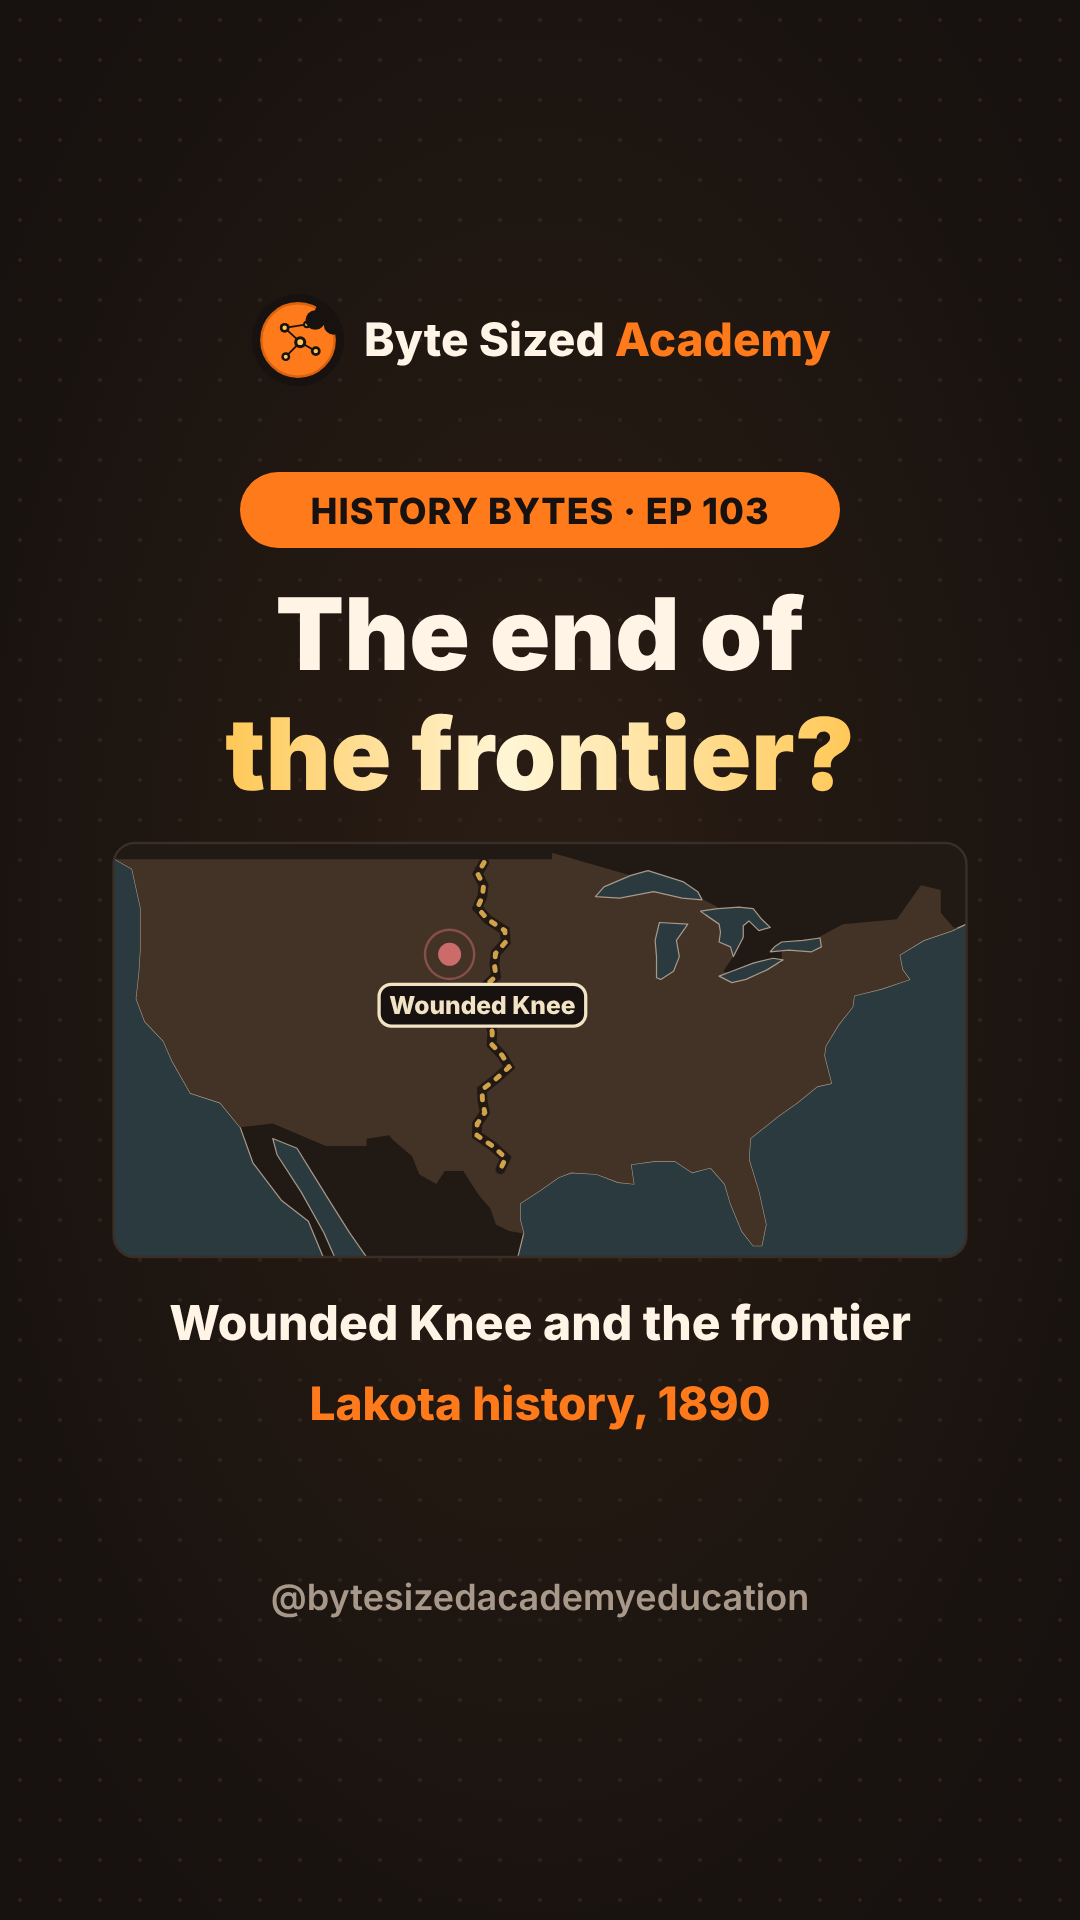 Byte Sized Academy
HISTORY BYTES · EP 103
The end of
the frontier?
Wounded Knee
Wounded Knee and the frontier
Lakota history, 1890
@bytesizedacademyeducation